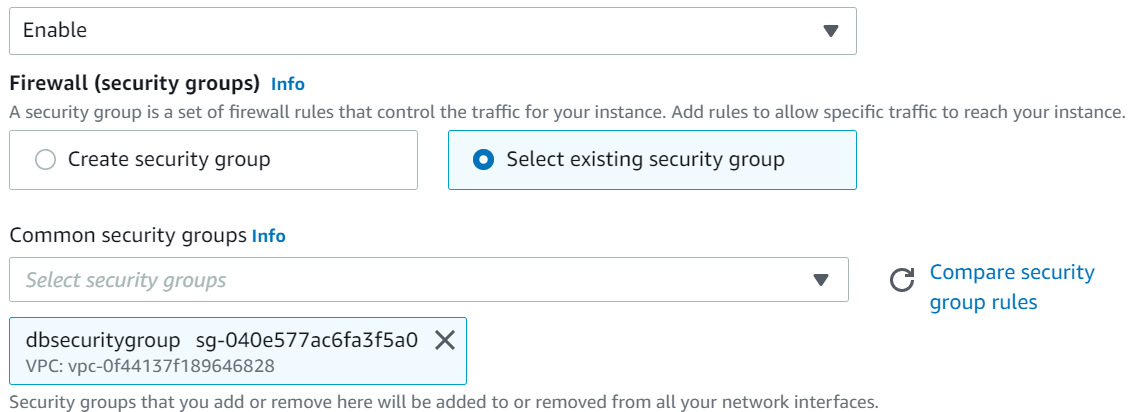 Enable
Firewall (security groups) Info
A security group is a set of firewall rules that control the traffic for your instance. Add rules to allow specific traffic to reach your instance.
Create security group
Select existing security group
Common security groups Info
Select security groups
Compare security
group rules
dbsecuritygroup sg-040e577ac6fa3f5a0
VPC: vpc-0f44137f189646828
Security groups that you add or remove here will be added to or removed from all your network interfaces.